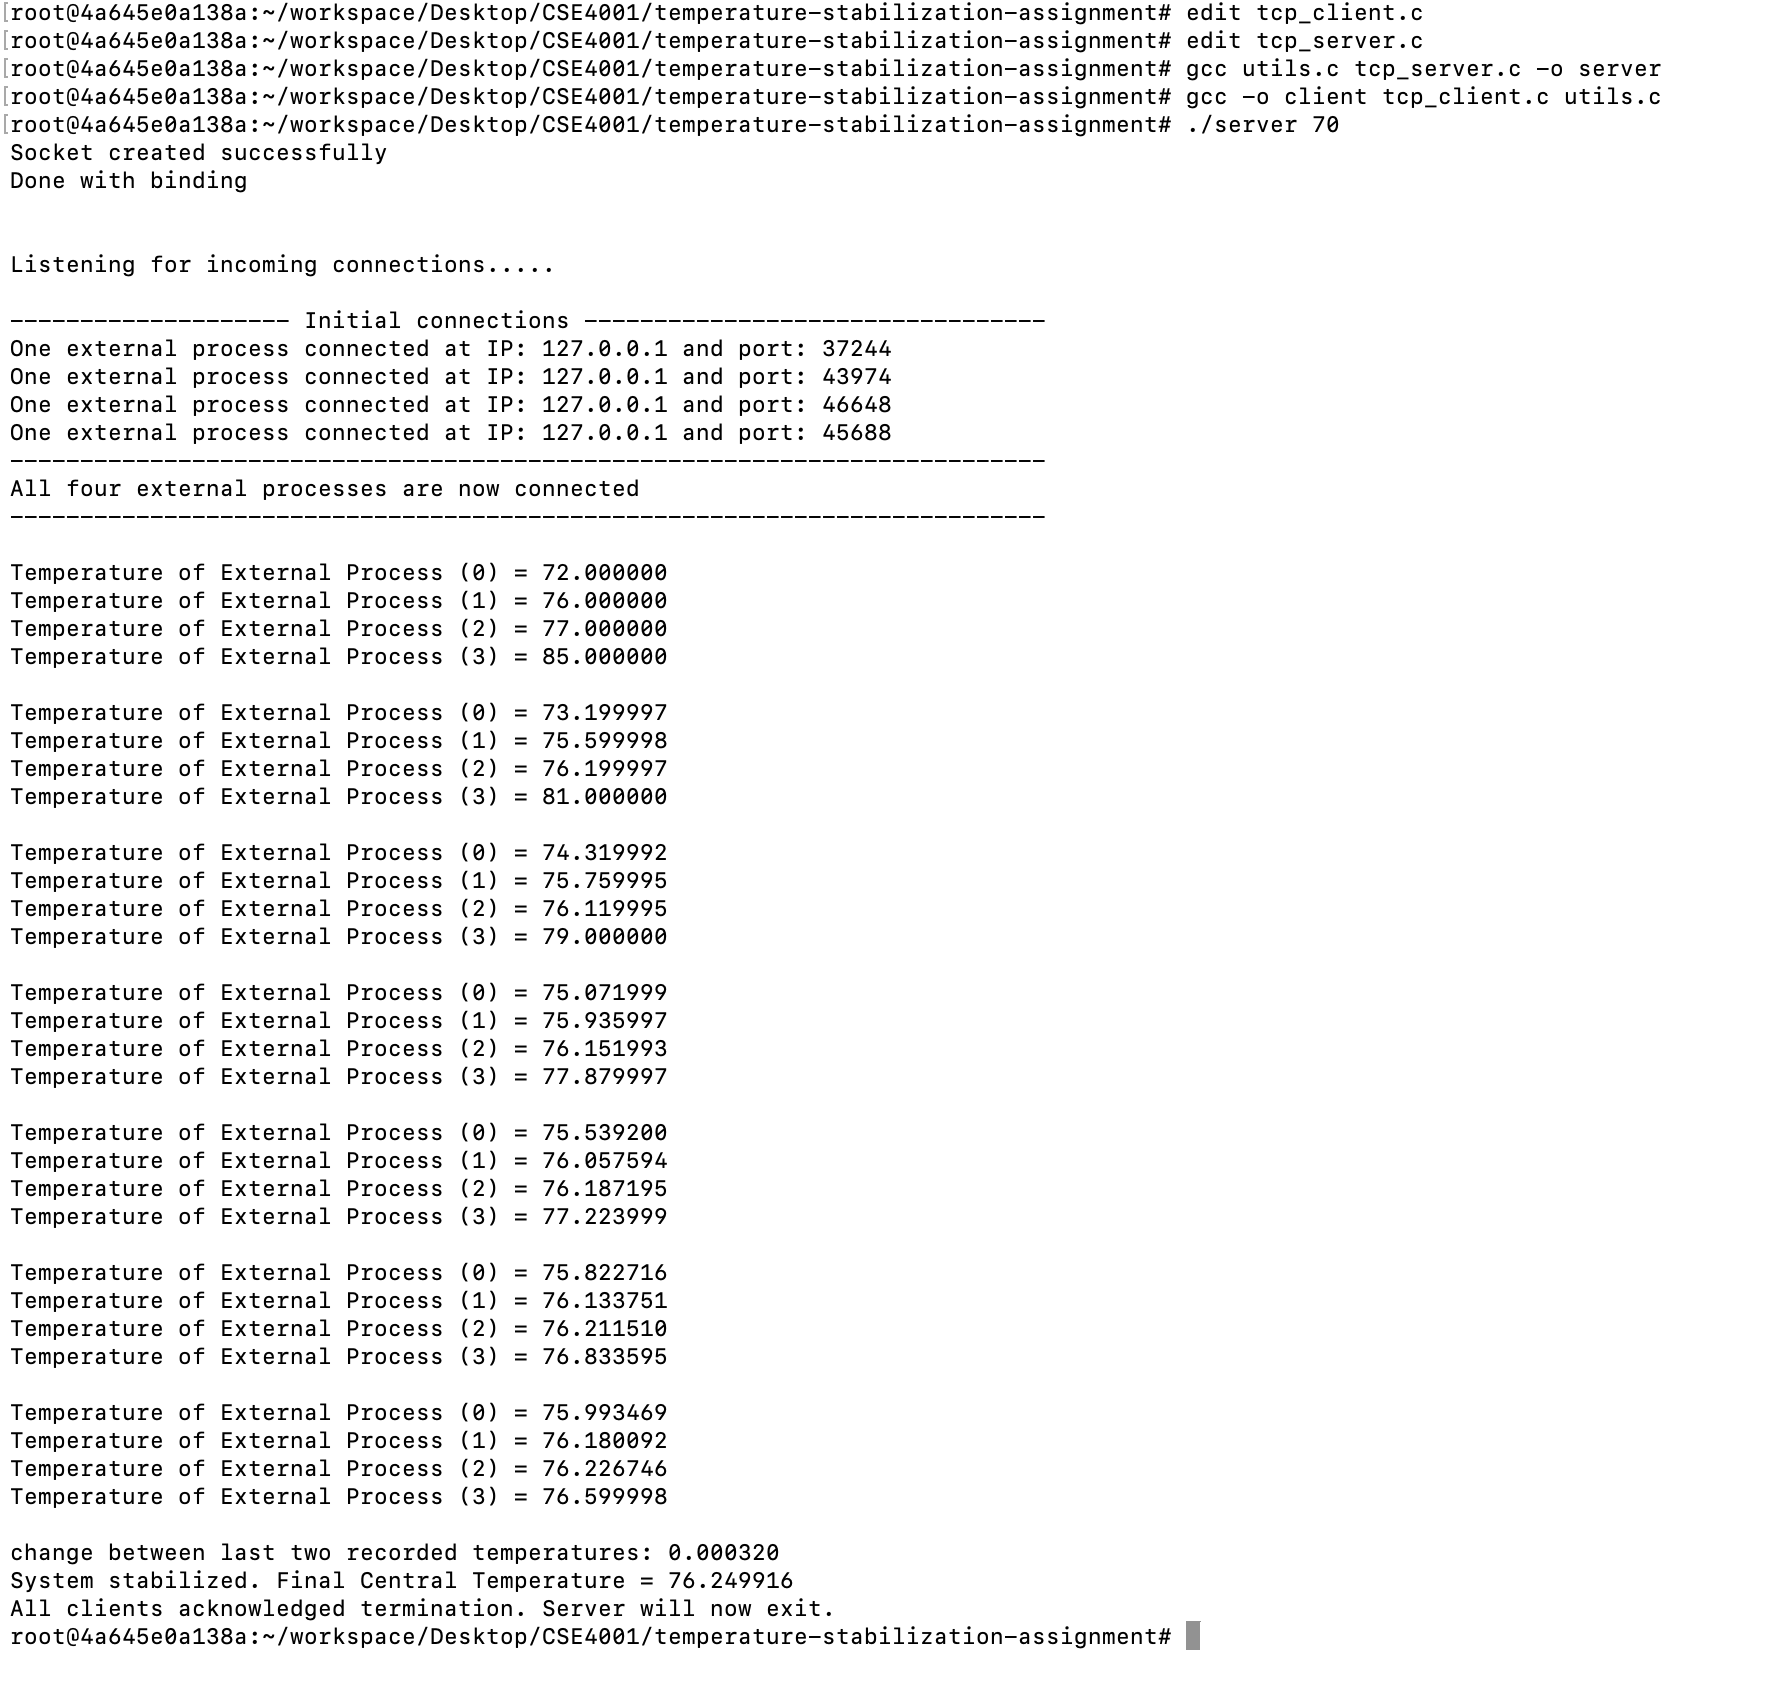 [root@4a645e0a138a:~/workspace/Desktop/CSE4001/temperature-stabilization-assignment# edit tcp_client.c
[root@4a645e0a138a:~/workspace/Desktop/CSE4001/temperature-stabilization-assignment# edit tcp_server.c
[root@4a645e0a138a:~/workspace/Desktop/CSE4001/temperature-stabilization-assignment# gcc utils.c tcp_server.c -o server
[root@4a645e0a138a:~/workspace/Desktop/CSE4001/temperature-stabilization-assignment# gcc -o client tcp_client.c utils.c
[root@4a645e0a138a:~/workspace/Desktop/CSE4001/temperature-stabilization-assignment# ./server 70
Socket created successfully
Done with binding
Listening for incoming connections.....
-------------------- Initial connections ---------------------------------
One external process connected at IP: 127.0.0.1 and port: 37244
One external process connected at IP: 127.0.0.1 and port: 43974
One external process connected at IP: 127.0.0.1 and port: 46648
One external process connected at IP: 127.0.0.1 and port: 45688
--------------------------------------------------------------------------
All four external processes are now connected
--------------------------------------------------------------------------
Temperature of External Process (0) = 72.000000
Temperature of External Process (1) = 76.000000
Temperature of External Process (2) = 77.000000
Temperature of External Process (3) = 85.000000
Temperature of External Process (0) = 73.199997
Temperature of External Process (1) = 75.599998
Temperature of External Process (2) = 76.199997
Temperature of External Process (3) = 81.000000
Temperature of External Process (0) = 74.319992
Temperature of External Process (1) = 75.759995
Temperature of External Process (2) = 76.119995
Temperature of External Process (3) = 79.000000
Temperature of External Process (0) = 75.071999
Temperature of External Process (1) = 75.935997
Temperature of External Process (2) = 76.151993
Temperature of External Process (3) = 77.879997
Temperature of External Process (0) = 75.539200
Temperature of External Process (1) = 76.057594
Temperature of External Process (2) = 76.187195
Temperature of External Process (3) = 77.223999
Temperature of External Process (0) = 75.822716
Temperature of External Process (1) = 76.133751
Temperature of External Process (2) = 76.211510
Temperature of External Process (3) = 76.833595
Temperature of External Process (0) = 75.993469
Temperature of External Process (1) = 76.180092
Temperature of External Process (2) = 76.226746
Temperature of External Process (3) = 76.599998
change between last two recorded temperatures: 0.000320
System stabilized. Final Central Temperature = 76.249916
All clients acknowledged termination. Server will now exit.
root@4a645e0a138a:~/workspace/Desktop/CSE4001/temperature-stabilization-assignment#